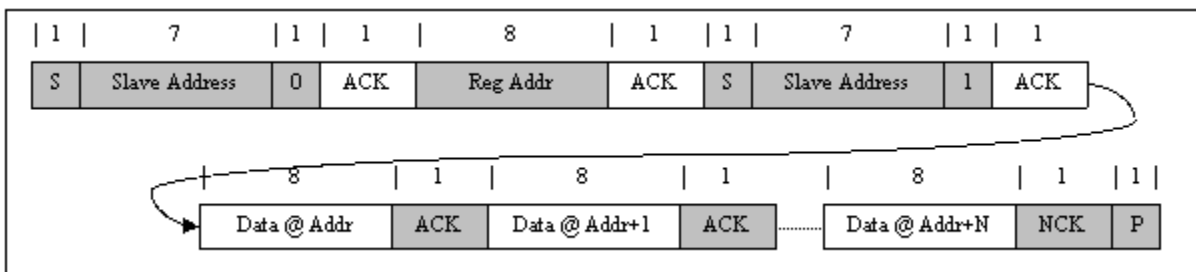 | 1 | 7 | 1 | 1 | 8 | 1 | 1 | 7 | 1 | 1
S Slave Address 0 ACK Reg Addr ACK S Slave Address 1 ACK
| 8 | 1 | 8 | 1 | 8 | 1 | 1 |
Data @ Addr ACK Data @ Addr+1 ACK ........... Data @ Addr+N NCK P